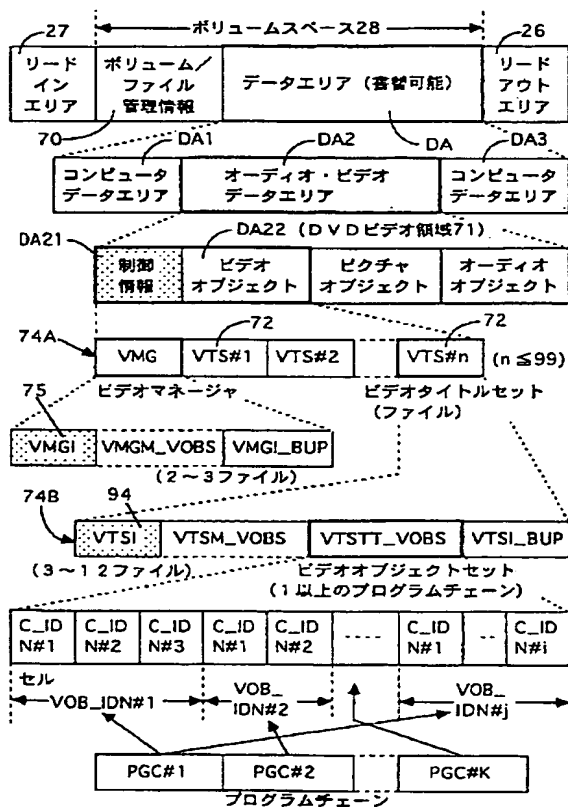 ボリュームスペース28
27
26
リード
イン
エリア
ボリューム/
ファイル
管理情報
データエリア（書替可能）
リード
アウト
エリア
70
DA
DA1
DA2
DA3
コンピュータ
データエリア
オーディオ・ビデオ
データエリア
コンピュータ
データエリア
DA21
DA22（DVDビデオ領域71）
制御
情報
ビデオ
オブジェクト
ピクチャ
オブジェクト
オーディオ
オブジェクト
72
72
74A
VMG
VTS#1
VTS#2
VTS#n
(n≦99)
ビデオマネージャ
ビデオタイトルセット
(ファイル)
75
VMGI
VMGM_VOBS
VMGI_BUP
(2～3ファイル)
74B
94
VTSI
VTSM_VOBS
VTSTT_VOBS
VTSI_BUP
(3～12ファイル)
ビデオオブジェクトセット
(1以上のプログラムチェーン)
C_ID
N#1
C_ID
N#2
C_ID
N#3
C_ID
N#1
C_ID
N#2
-----
C_ID
N#1
--
C_ID
N#i
セル
VOB_IDN#1
VOB_
IDN#2
VOB_
IDN#j
PGC#1
PGC#2
PGC#K
プログラムチェーン